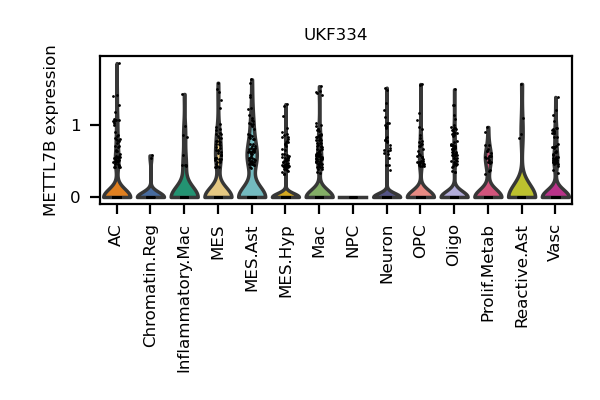 UKF334
METTL7B expression
1
0
AC
Chromatin.Reg
Inflammatory.Mac
MES
MES.Ast
MES.Hyp
Mac
NPC
Neuron
OPC
Oligo
Prolif.Metab
Reactive.Ast
Vasc